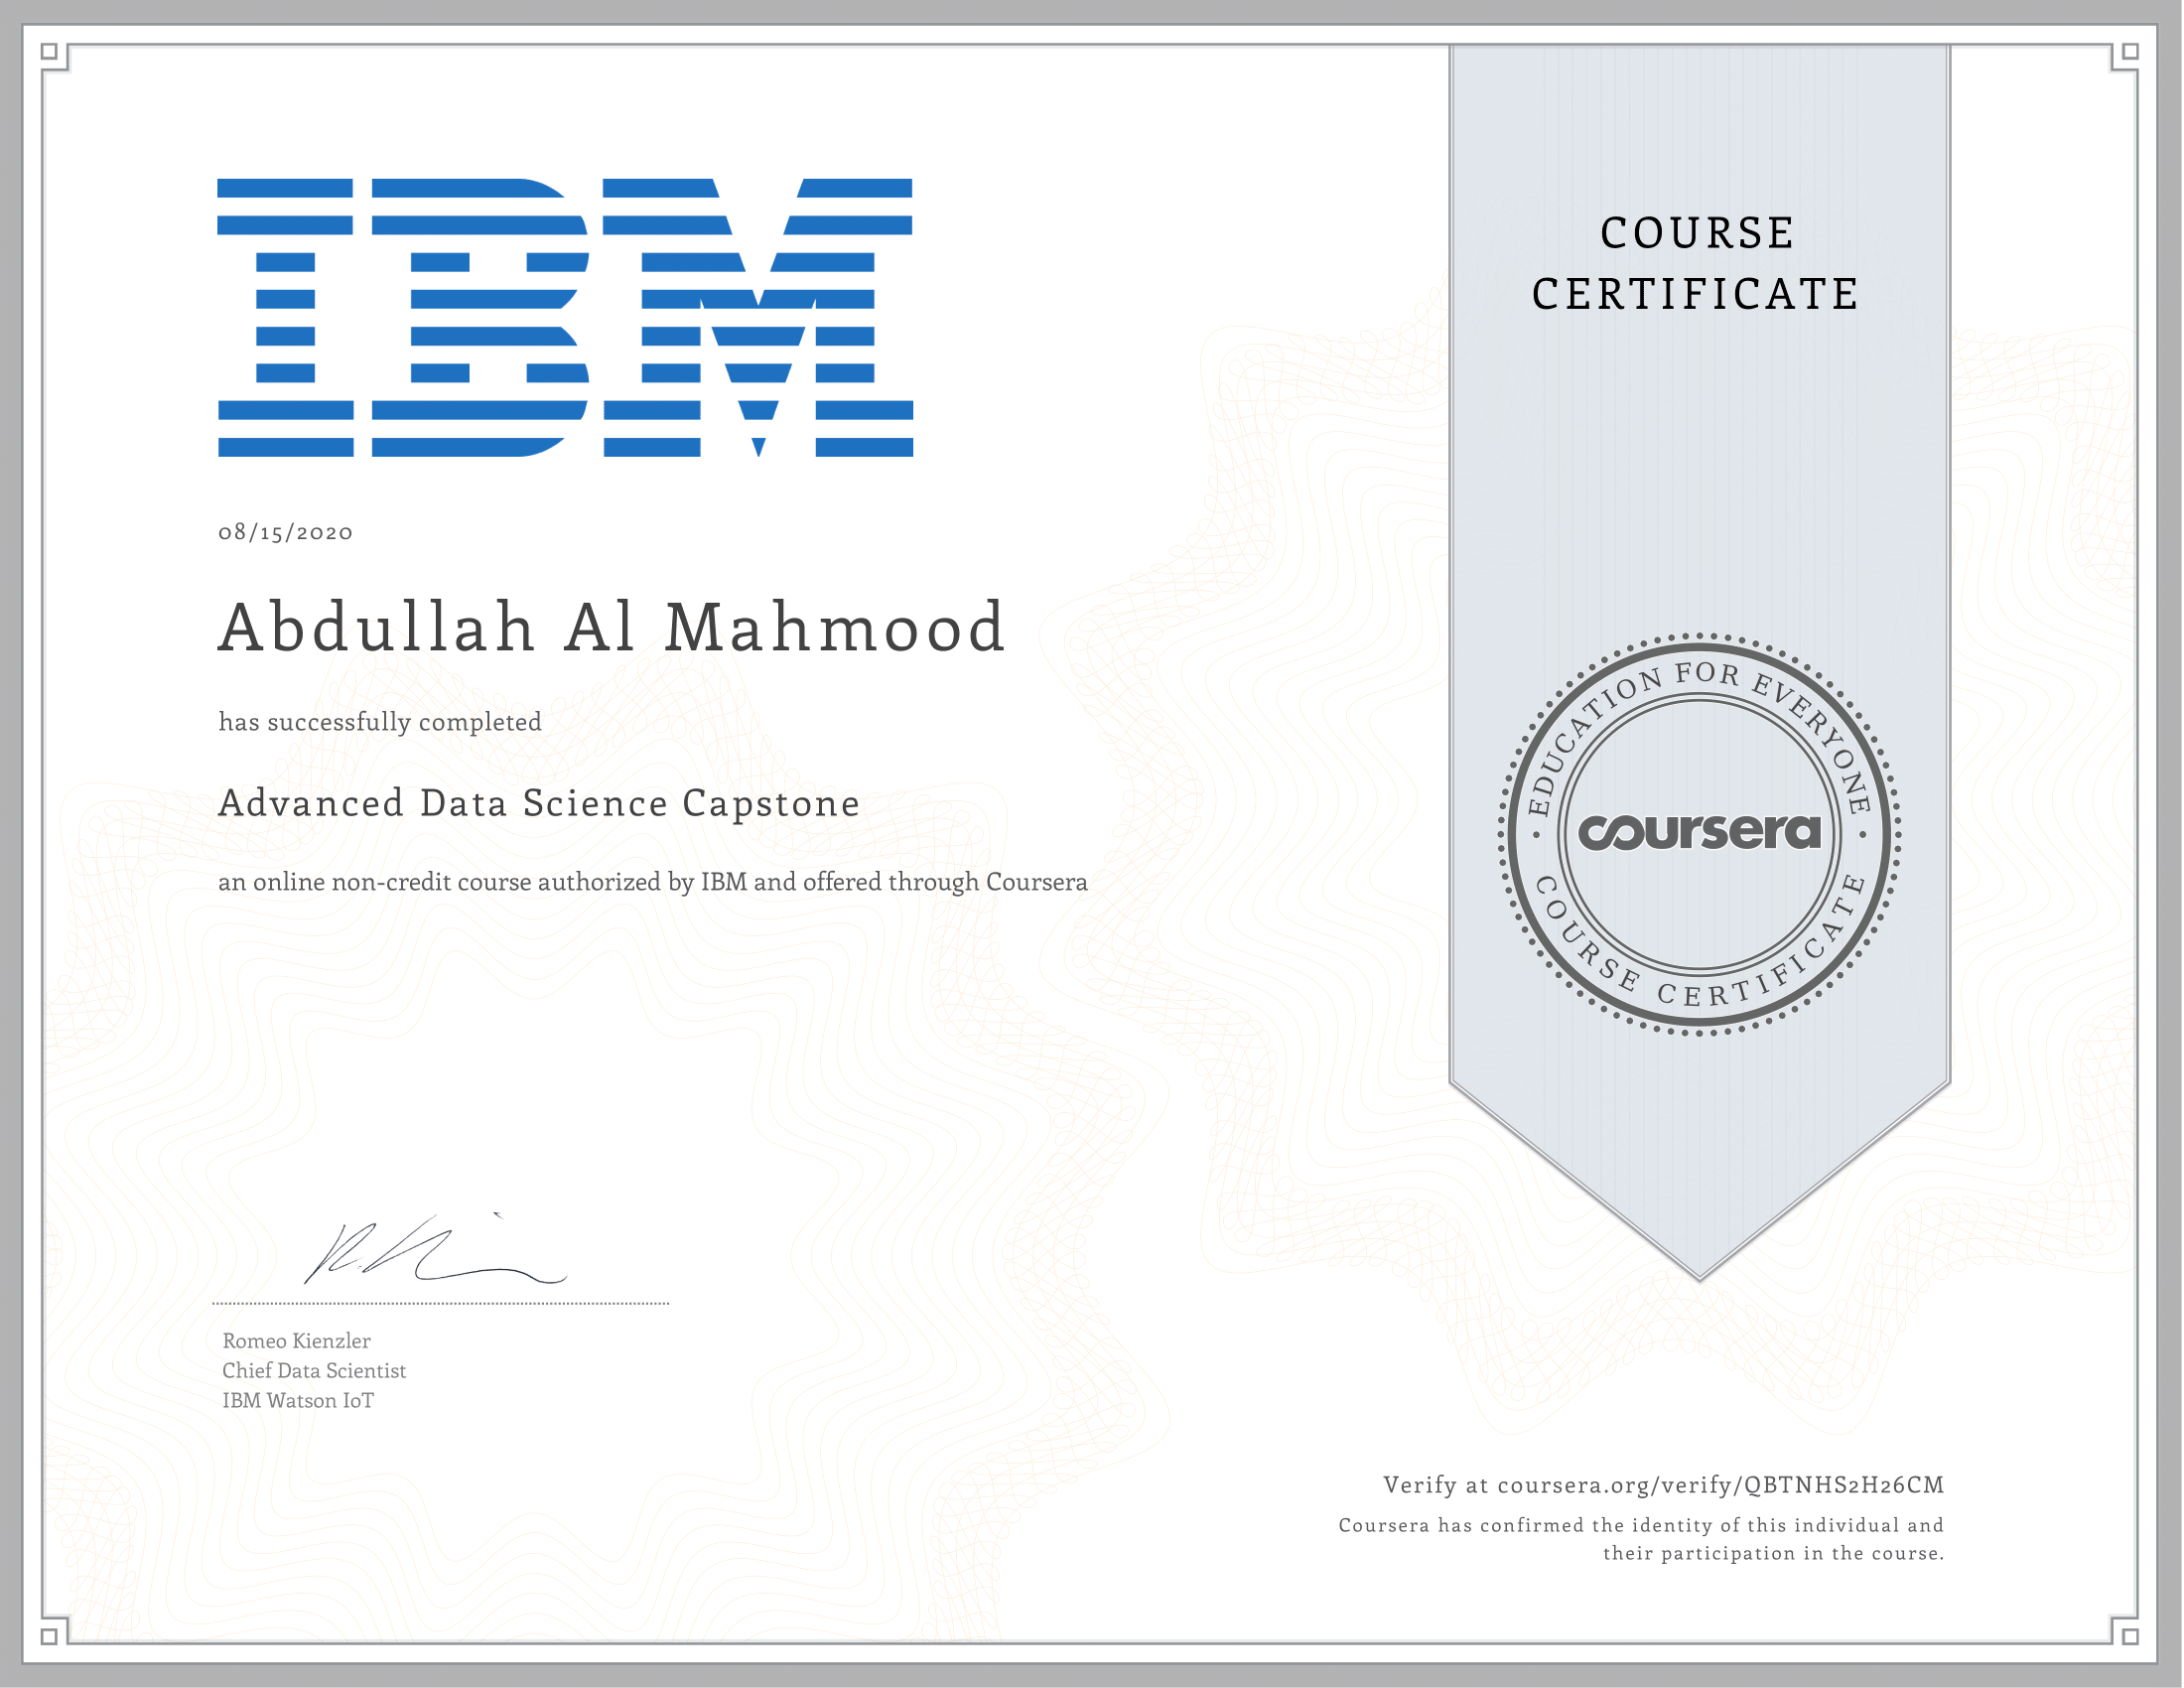 IBM
COURSE
CERTIFICATE
08/15/2020
Abdullah Al Mahmood
has successfully completed
Advanced Data Science Capstone
an online non-credit course authorized by IBM and offered through Coursera
EDUCATION FOR EVERYONE
coursera
COURSE CERTIFICATE
Romeo Kienzler
Chief Data Scientist
IBM Watson IoT
Verify at coursera.org/verify/QBTNHS2H26CM
Coursera has confirmed the identity of this individual and
their participation in the course.